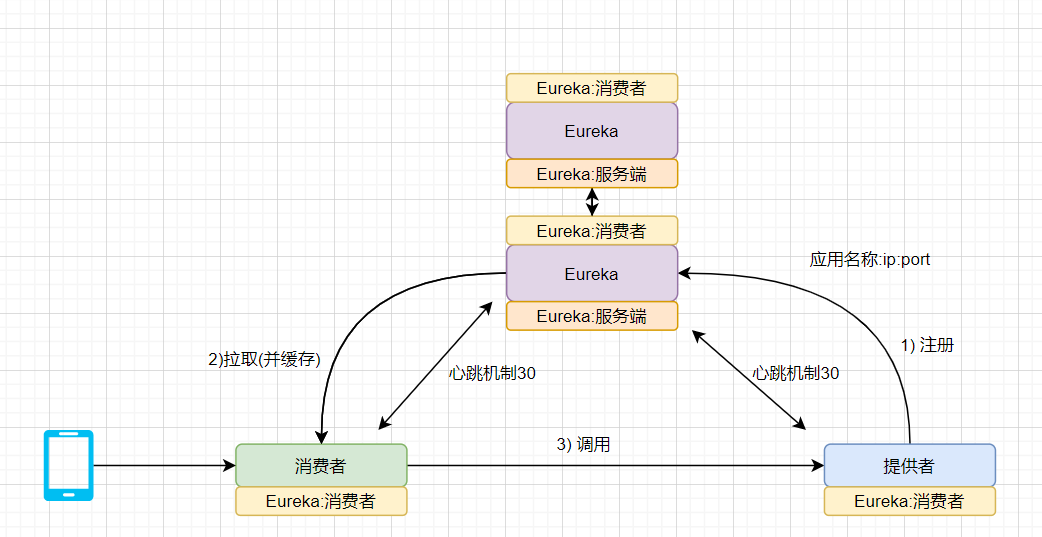 Eureka:消费者
Eureka
Eureka:服务端
Eureka:消费者
Eureka
Eureka:服务端
应用名称:ip:port
1) 注册
2)拉取(并缓存)
心跳机制30
心跳机制30
3) 调用
消费者
Eureka:消费者
提供者
Eureka:消费者